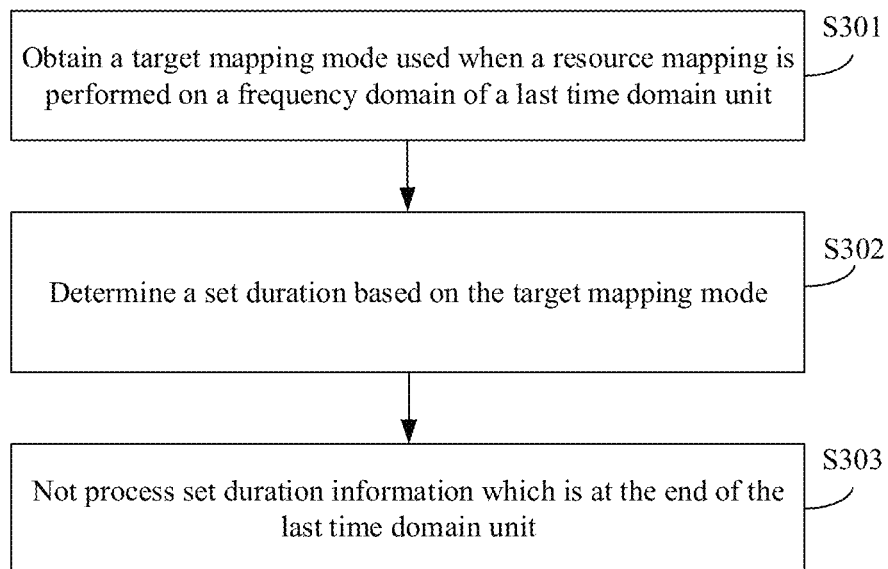 S301
Obtain a target mapping mode used when a resource mapping is
performed on a frequency domain of a last time domain unit
S302
Determine a set duration based on the target mapping mode
S303
Not process set duration information which is at the end of the
last time domain unit